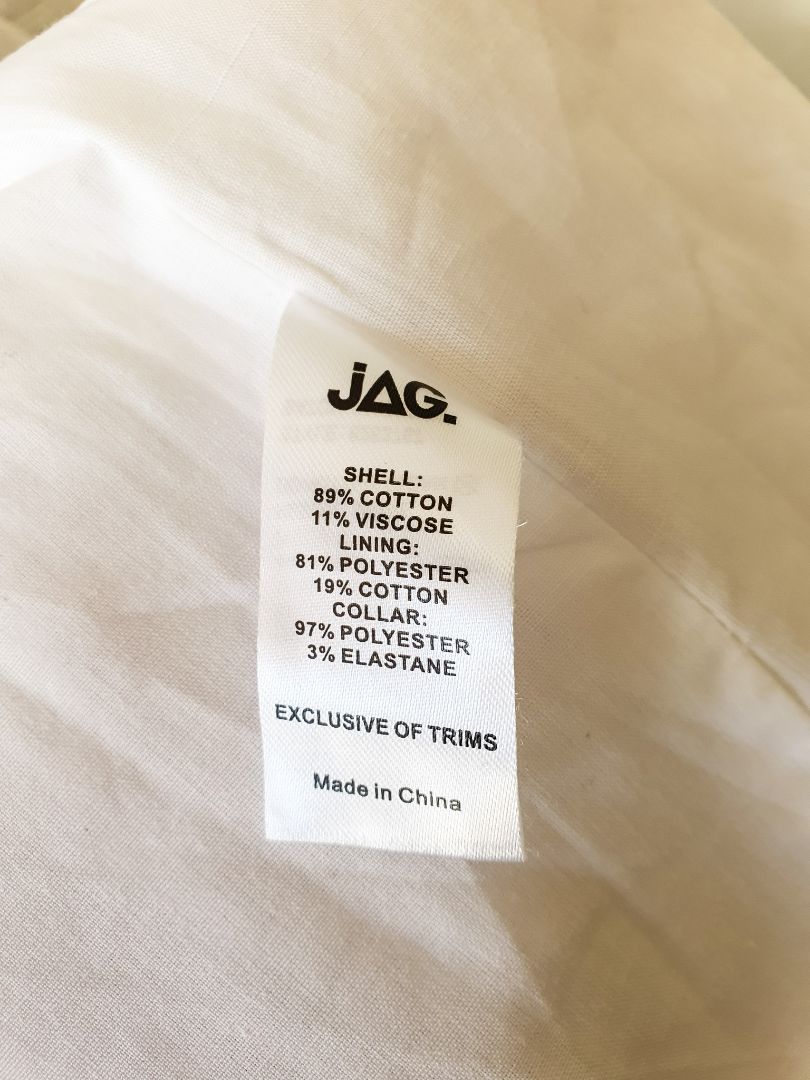 jAG.
SHELL:
89% COTTON
11% VISCOSE
LINING:
81% POLYESTER
19% COTTON
COLLAR:
97% POLYESTER
3% ELASTANE
EXCLUSIVE OF TRIMS
Made in China